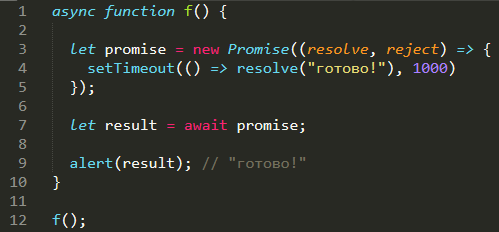 1 async function f() {
2
3   let promise = new Promise((resolve, reject) => {
4     setTimeout(() => resolve("готово!"), 1000)
5   });
6
7   let result = await promise;
8
9   alert(result); // "готово!"
10 }
11
12 f();